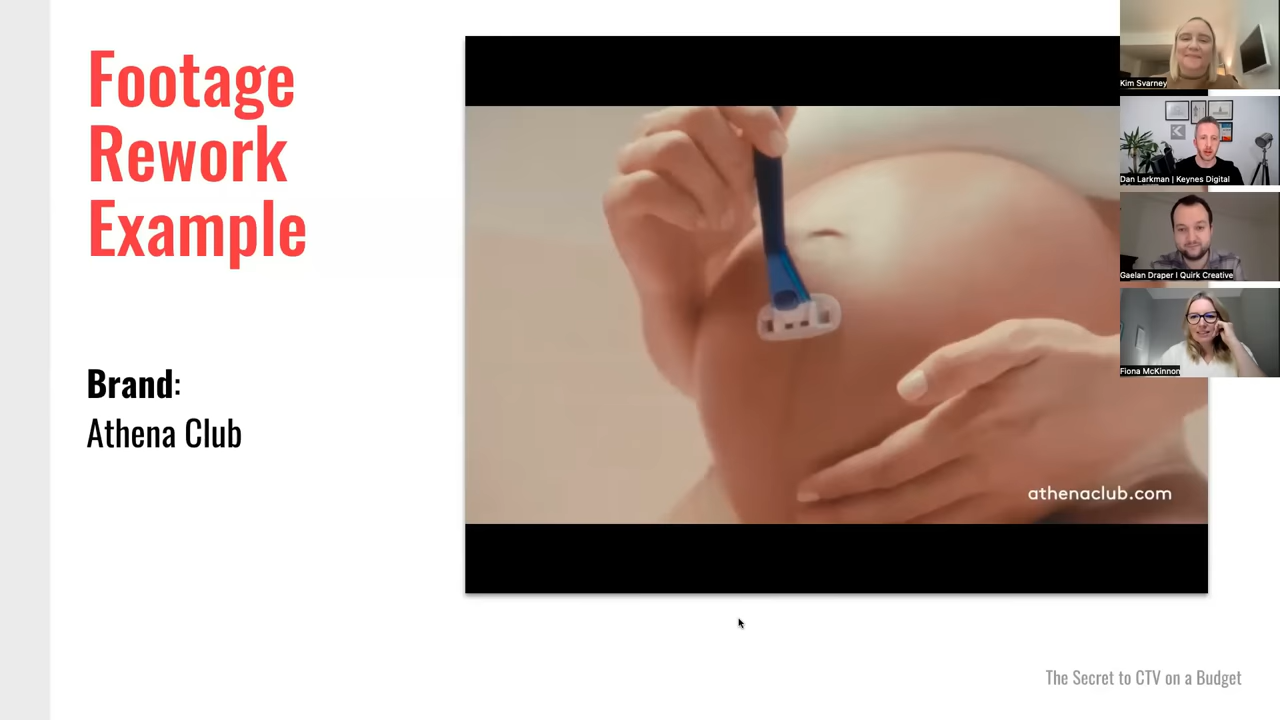 Footage
Rework
Example
Brand:
Athena Club
athenaclub.com
Kim Svarney
Dan Larkman | Keynes Digital
Gaelan Draper | Quirk Creative
Fiona McKinnon
The Secret to CTV on a Budget